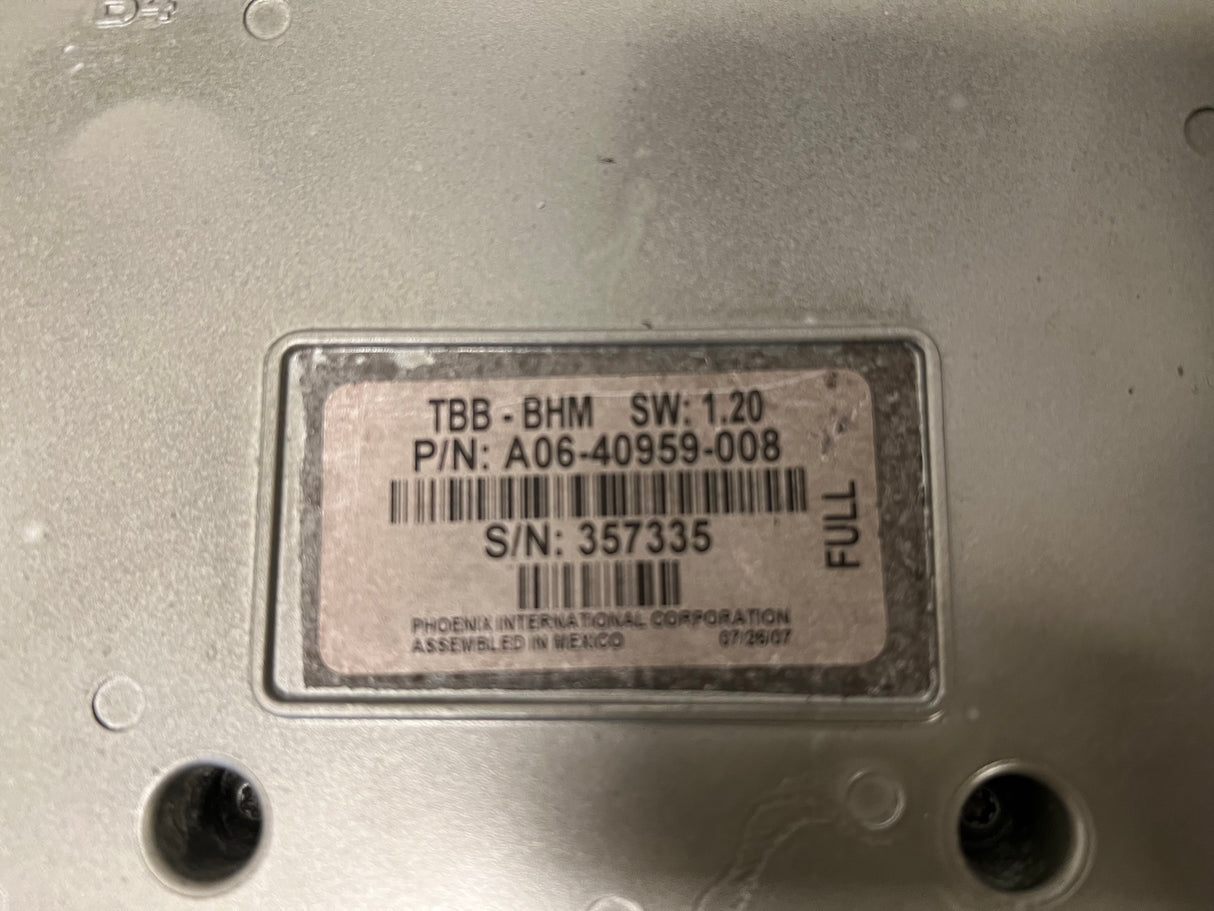 TBB - BHM SW: 1.20
P/N: A06-40959-008
S/N: 357335
FULL
PHOENIX INTERNATIONAL CORPORATION
ASSEMBLED IN MEXICO 07/26/07